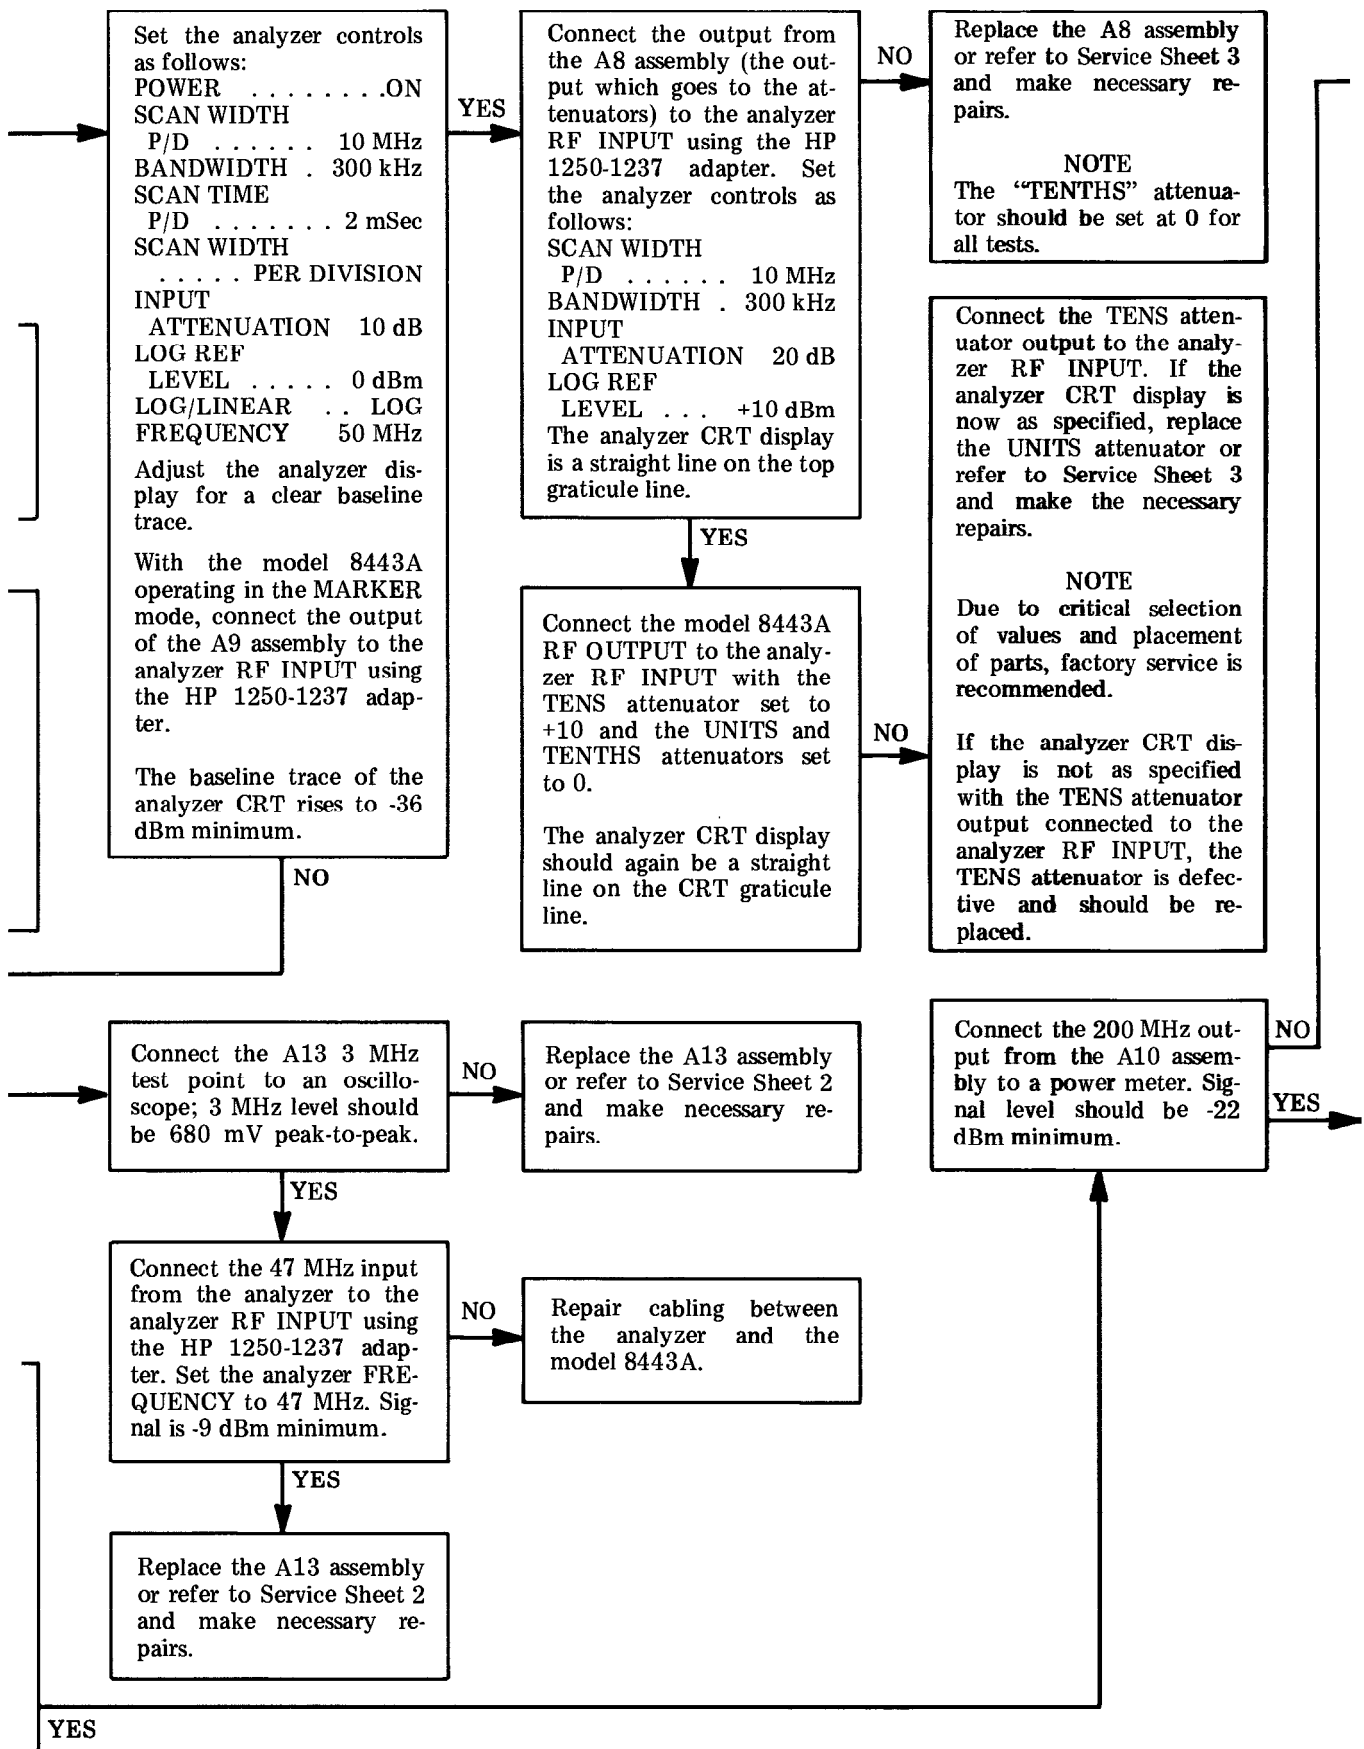 Set the analyzer controls
as follows:
POWER . . . . . . . .ON
SCAN WIDTH
P/D . . . . . . 10 MHz
BANDWIDTH . 300 kHz
SCAN TIME
P/D . . . . . . . 2 mSec
SCAN WIDTH
. . . . . PER DIVISION
INPUT
ATTENUATION 10 dB
LOG REF
LEVEL . . . . . 0 dBm
LOG/LINEAR . . LOG
FREQUENCY 50 MHz
Adjust the analyzer dis-
play for a clear baseline
trace.
With the model 8443A
operating in the MARKER
mode, connect the output
of the A9 assembly to the
analyzer RF INPUT using
the HP 1250-1237 adap-
ter.
The baseline trace of the
analyzer CRT rises to -36
dBm minimum.
YES
NO
Connect the output from
the A8 assembly (the out-
put which goes to the at-
tenuators) to the analyzer
RF INPUT using the HP
1250-1237 adapter. Set
the analyzer controls as
follows:
SCAN WIDTH
P/D . . . . . . 10 MHz
BANDWIDTH . 300 kHz
INPUT
ATTENUATION 20 dB
LOG REF
LEVEL . . . +10 dBm
The analyzer CRT display
is a straight line on the top
graticule line.
NO
YES
Replace the A8 assembly
or refer to Service Sheet 3
and make necessary re-
pairs.
NOTE
The “TENTHS” attenua-
tor should be set at 0 for
all tests.
Connect the model 8443A
RF OUTPUT to the analy-
zer RF INPUT with the
TENS attenuator set to
+10 and the UNITS and
TENTHS attenuators set
to 0.
The analyzer CRT display
should again be a straight
line on the CRT graticule
line.
NO
Connect the TENS atten-
uator output to the analy-
zer RF INPUT. If the
analyzer CRT display is
now as specified, replace
the UNITS attenuator or
refer to Service Sheet 3
and make the necessary
repairs.
NOTE
Due to critical selection
of values and placement
of parts, factory service is
recommended.
If the analyzer CRT dis-
play is not as specified
with the TENS attenuator
output connected to the
analyzer RF INPUT, the
TENS attenuator is defec-
tive and should be re-
placed.
Connect the A13 3 MHz
test point to an oscillo-
scope; 3 MHz level should
be 680 mV peak-to-peak.
NO
YES
Replace the A13 assembly
or refer to Service Sheet 2
and make necessary re-
pairs.
Connect the 200 MHz out-
put from the A10 assem-
bly to a power meter. Sig-
nal level should be -22
dBm minimum.
NO
YES
Connect the 47 MHz input
from the analyzer to the
analyzer RF INPUT using
the HP 1250-1237 adap-
ter. Set the analyzer FRE-
QUENCY to 47 MHz. Sig-
nal is -9 dBm minimum.
NO
YES
Repair cabling between
the analyzer and the
model 8443A.
Replace the A13 assembly
or refer to Service Sheet 2
and make necessary re-
pairs.
YES